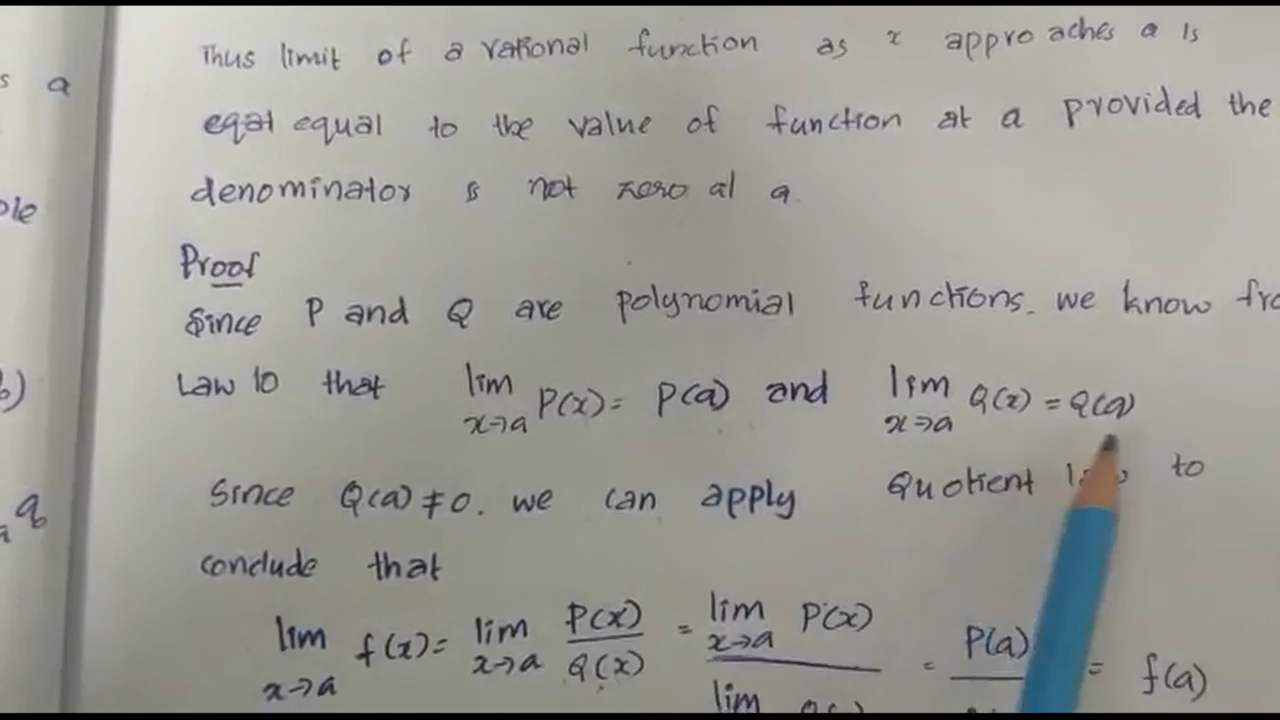 Thus limit of a rational function as x approaches a is
eqat equal to the value of function at a provided the
denominator is not zero at a.
Proof
Since P and Q are polynomial functions. we know
Law 10 that lim x→a P(x) = P(a) and lim x→a Q(x) = Q(a)
Since Q(a) ≠ 0. we can apply Quotient to
conclude that
lim x→a f(x) = lim x→a P(x)/Q(x) = lim x→a P(x) / lim = P(a) = f(a)